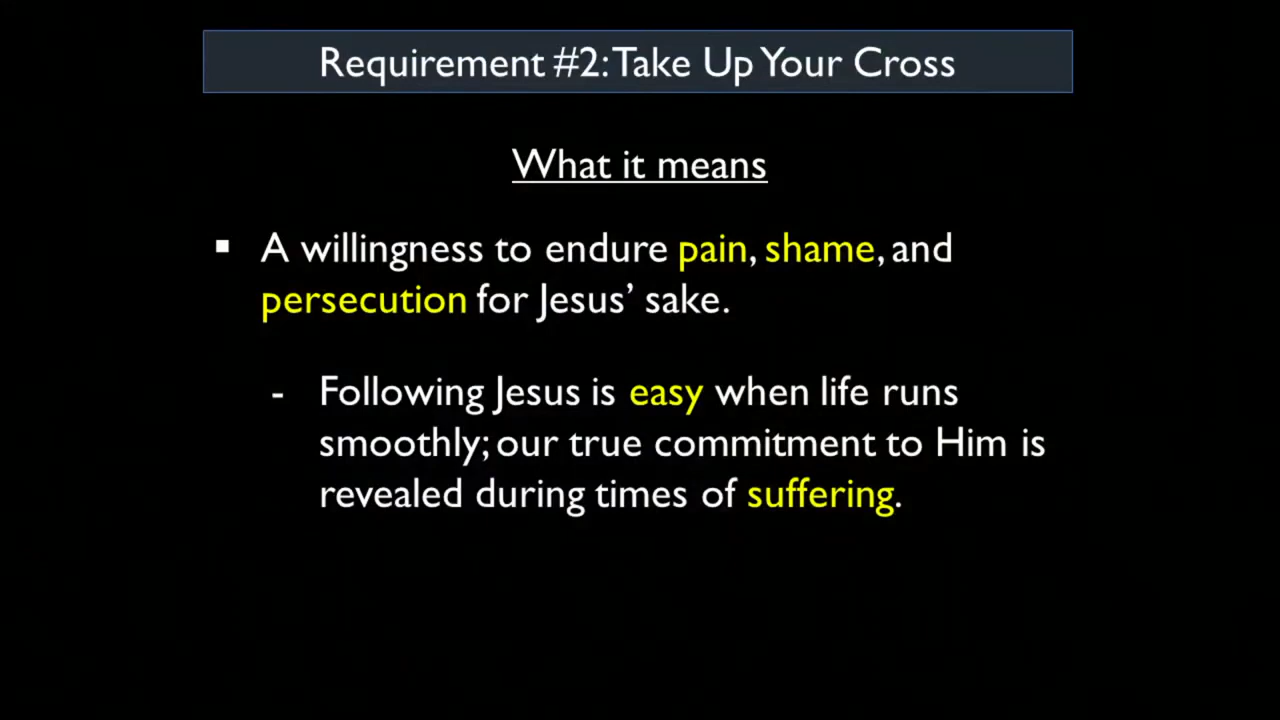 Requirement #2: Take Up Your Cross
What it means
▪ A willingness to endure pain, shame, and
persecution for Jesus’ sake.
- Following Jesus is easy when life runs
smoothly; our true commitment to Him is
revealed during times of suffering.